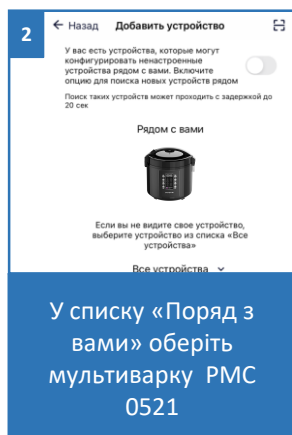 2
← Назад Добавить устройство
У вас есть устройства, которые могут
конфигурировать ненастроенные
устройства рядом с вами. Включите
опцию для поиска новых устройств рядом
Поиск таких устройств может проходить с задержкой до
20 сек
Рядом с вами
Если вы не видите свое устройство,
выберите устройство из списка «Все
устройства»
Все устройства
У списку «Поряд з
вами» оберіть
мультиварку РМС
0521